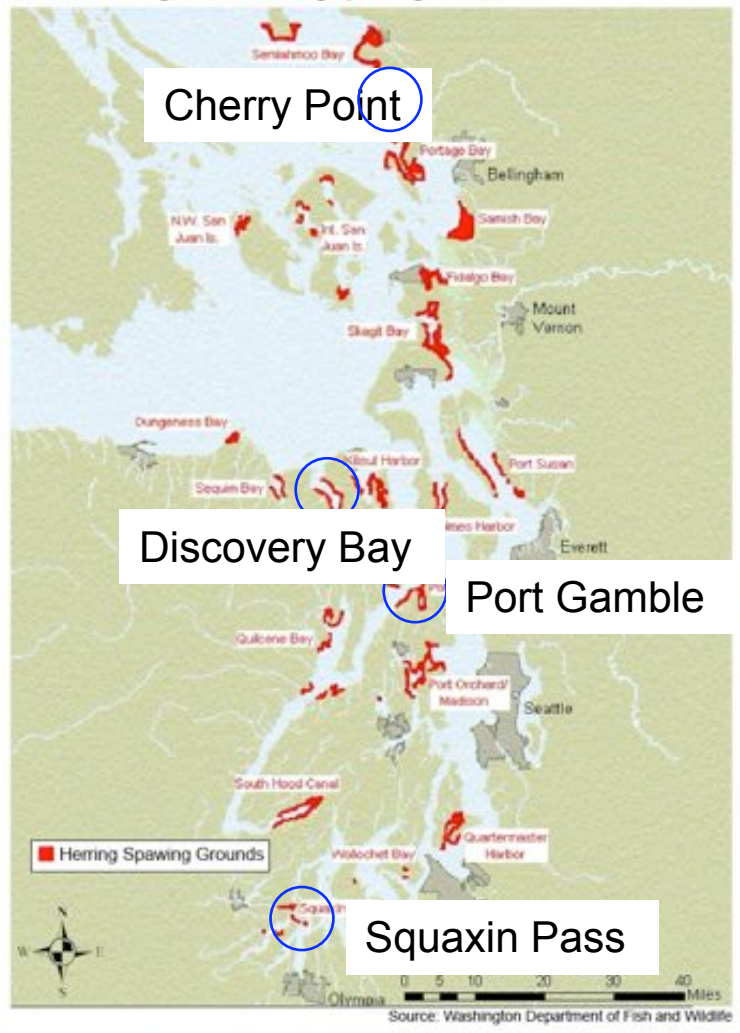 Semiahmoo Bay
Cherry Point
Portage Bay
Bellingham
N.W. San
Juan Is.
Int. San
Juan Is.
Samish Bay
Fidalgo Bay
Mount
Vernon
Skagit Bay
Dungeness Bay
Kilisut Harbor
Port Susan
Sequim Bay
Harbor
Discovery Bay
Everett
Port Gamble
Quilcene Bay
Port Orchard/
Madison
Seattle
South Hood Canal
Quartermaster
Harbor
Herring Spawing Grounds
Wollochet Bay
Squaxin
N
W E
S
Squaxin Pass
Olympia
0 5 10 20 30 40
Miles
Source: Washington Department of Fish and Wildlife